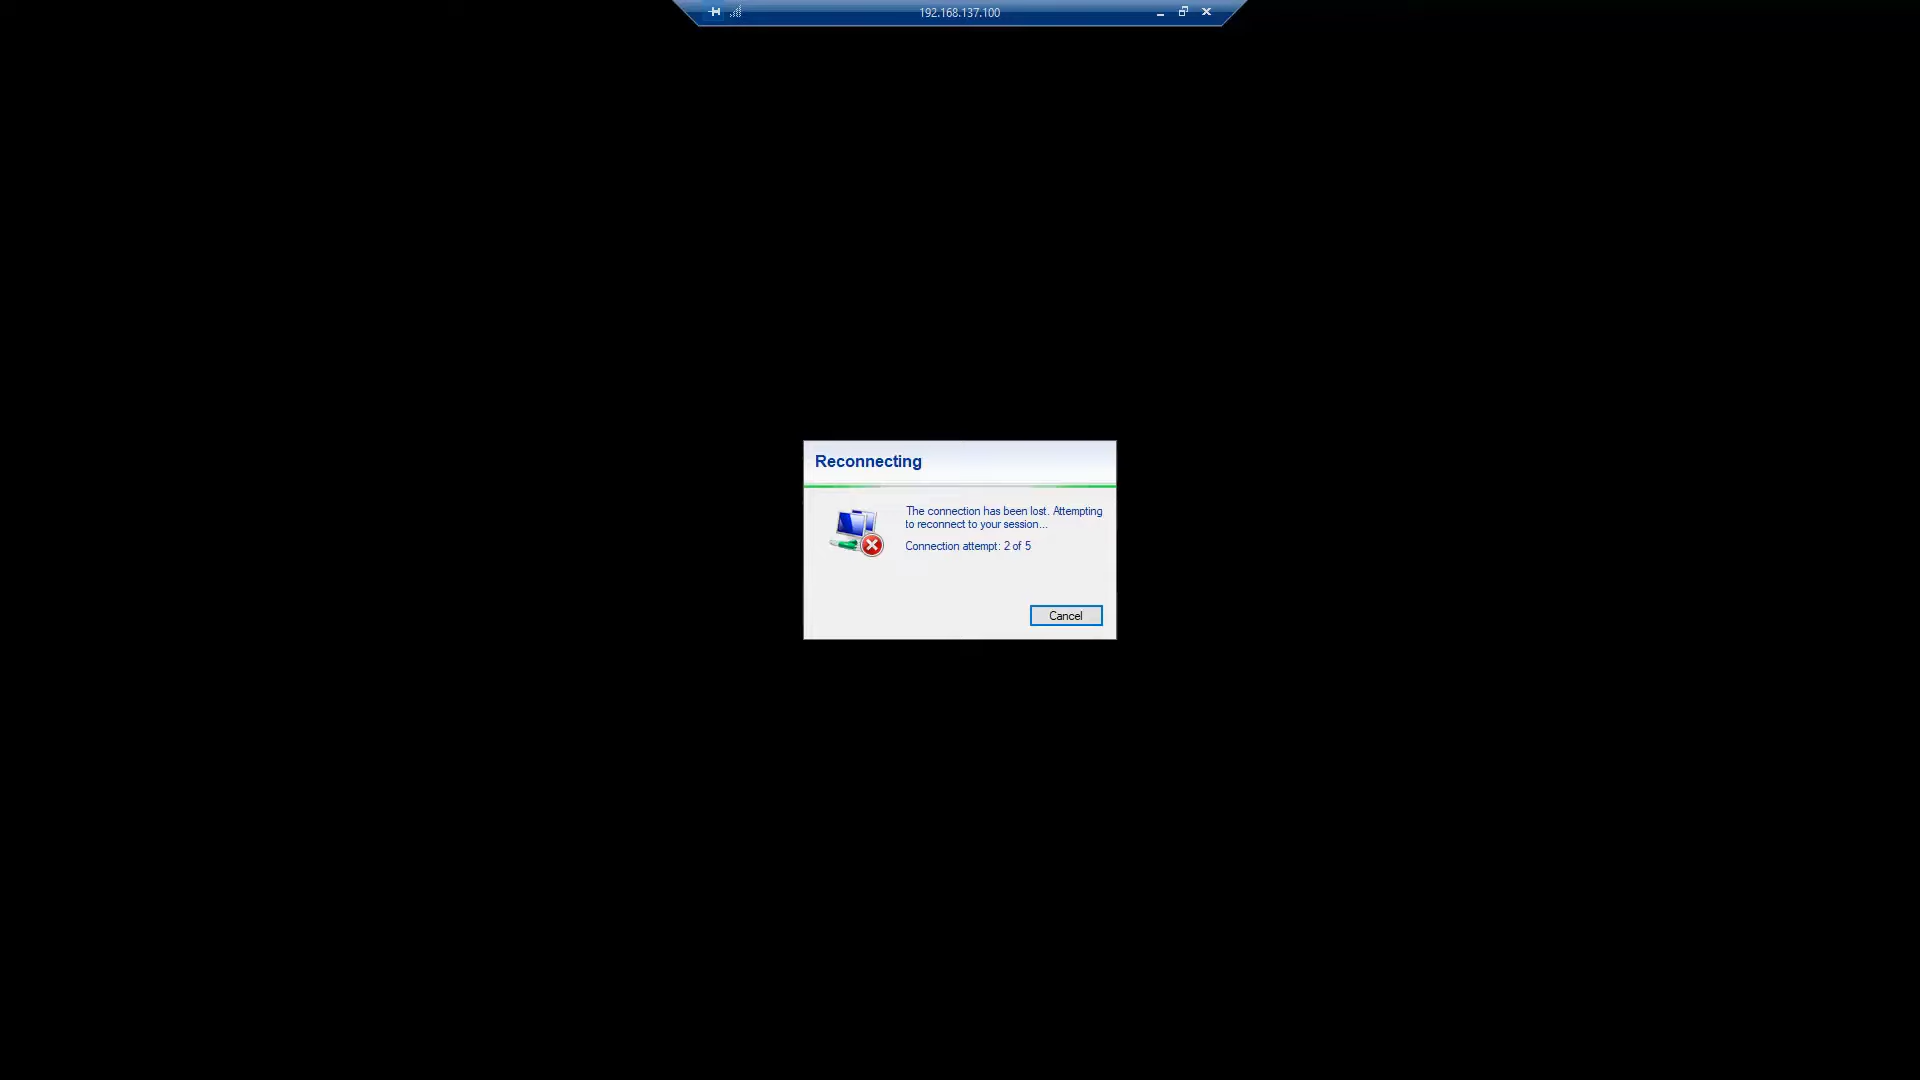 192.168.137.100
Reconnecting
The connection has been lost. Attempting
to reconnect to your session...
Connection attempt: 2 of 5
Cancel